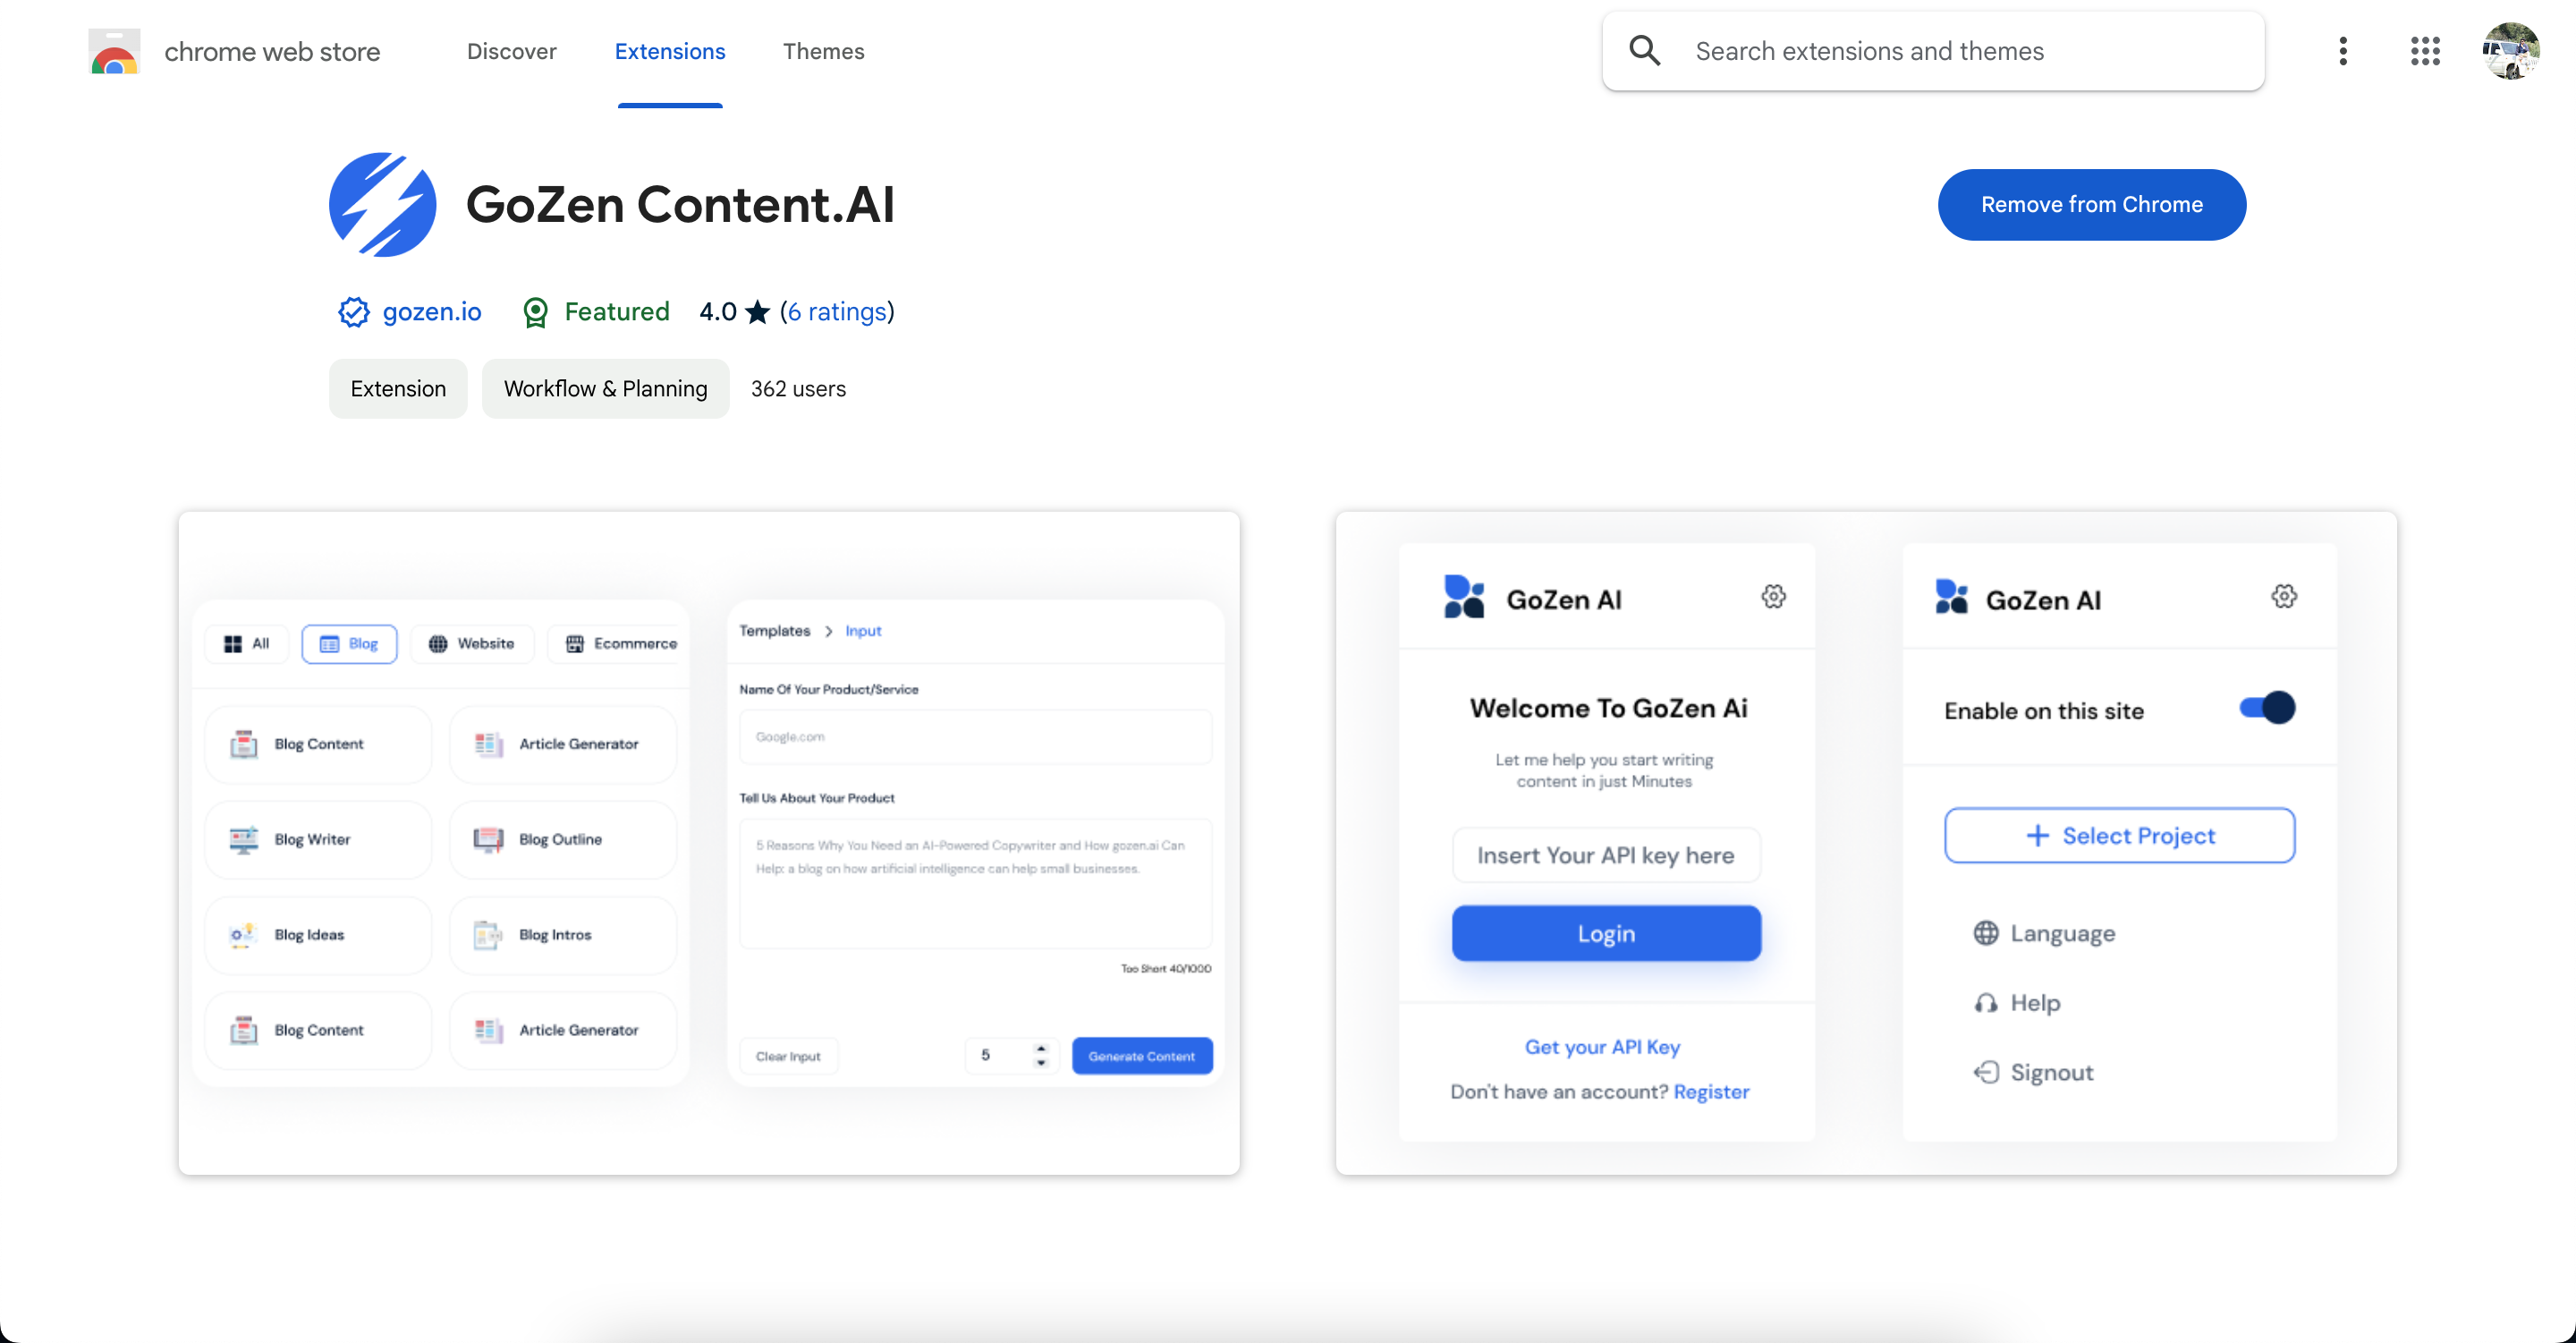 chrome web store
Discover
Extensions
Themes
Search extensions and themes
GoZen Content.AI
Remove from Chrome
gozen.io
Featured
4.0 ★ (6 ratings)
Extension
Workflow & Planning
362 users
All
Blog
Website
Ecommerce
Blog Content
Article Generator
Blog Writer
Blog Outline
Blog Ideas
Blog Intros
Blog Content
Article Generator
Templates > Input
Name Of Your Product/Service
Google.com
Tell Us About Your Product
5 Reasons Why You Need an AI-Powered Copywriter and How gozen.ai Can
Help: a blog on how artificial intelligence can help small businesses.
Too Short 40/1000
Clear Input
5
Generate Content
GoZen AI
Welcome To GoZen Ai
Let me help you start writing
content in just Minutes
Insert Your API key here
Login
Get your API Key
Don't have an account? Register
GoZen AI
Enable on this site
+ Select Project
Language
Help
Signout